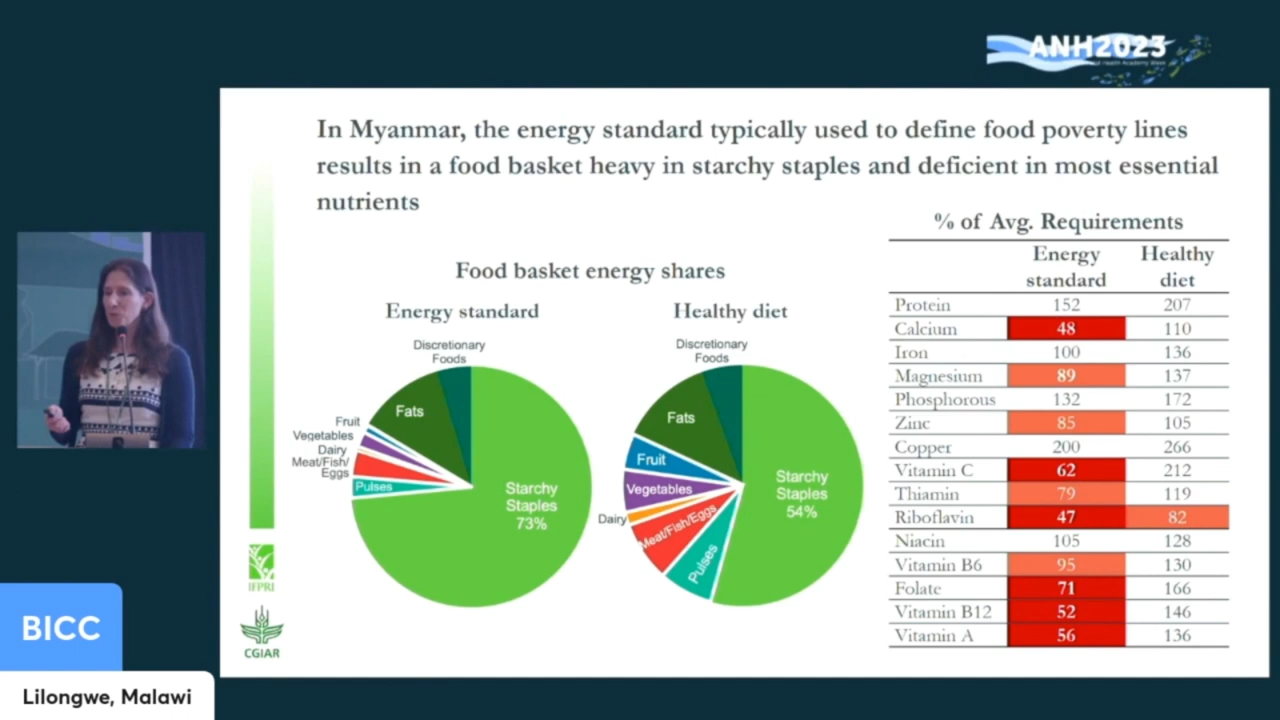 ANH2023
In Myanmar, the energy standard typically used to define food poverty lines
results in a food basket heavy in starchy staples and deficient in most essential
nutrients
Food basket energy shares
Energy standard
Discretionary
Foods
Fats
Fruit
Vegetables
Dairy
Meat/Fish/
Eggs
Pulses
Starchy
Staples
73%
Healthy diet
Discretionary
Foods
Fats
Fruit
Vegetables
Dairy
Meat/Fish/Eggs
Pulses
Starchy
Staples
54%
% of Avg. Requirements
Energy standard Healthy diet
Protein 152 207
Calcium 48 110
Iron 100 136
Magnesium 89 137
Phosphorous 132 172
Zinc 85 105
Copper 200 266
Vitamin C 62 212
Thiamin 79 119
Riboflavin 47 82
Niacin 105 128
Vitamin B6 95 130
Folate 71 166
Vitamin B12 52 146
Vitamin A 56 136
IFPRI
CGIAR
BICC
Lilongwe, Malawi